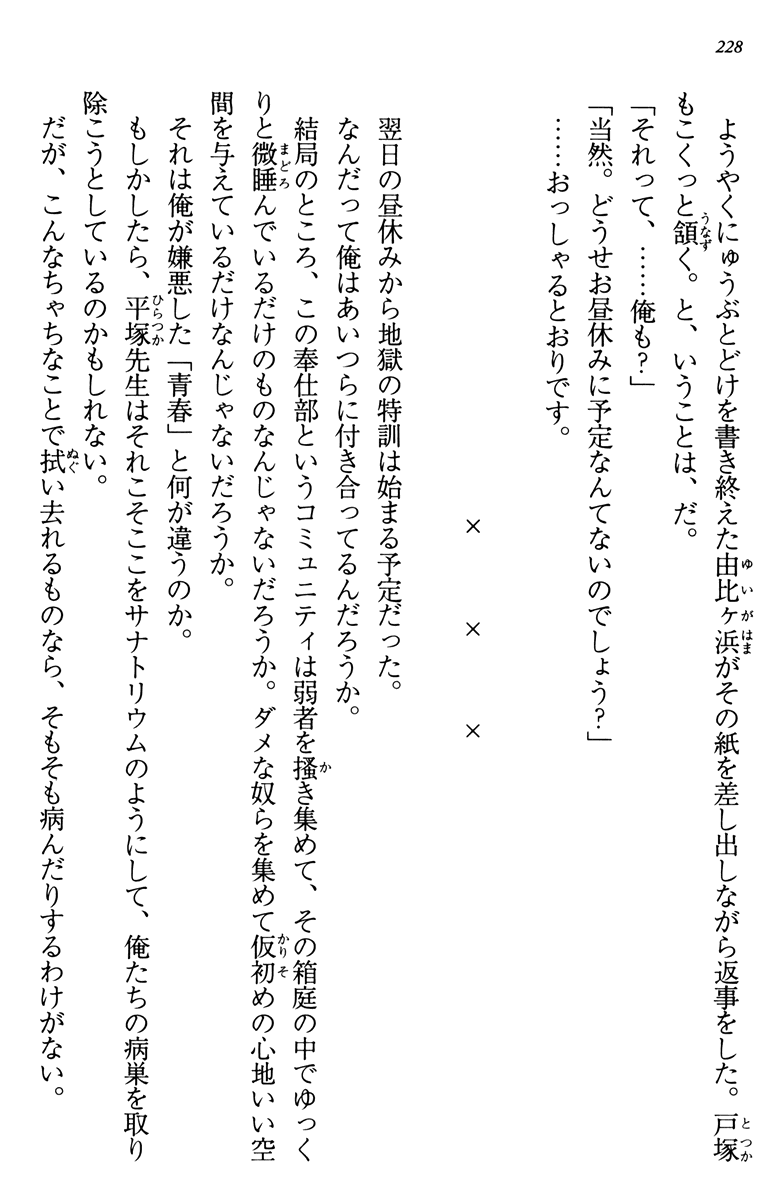 228
ようやくにゅうぶとどけを書き終えた由比ヶ浜がその紙を差し出しながら返事をした。戸塚
もこくっと頷く。と、いうことは、だ。
「それって、……俺も？」
「当然。どうせお昼休みに予定なんてないのでしょう？」
……おっしゃるとおりです。
× × ×
翌日の昼休みから地獄の特訓は始まる予定だった。
なんだって俺はあいつらに付き合ってるんだろうか。
結局のところ、この奉仕部というコミュニティは弱者を掻き集めて、その箱庭の中でゆっく
りと微睡んでいるだけのものなんじゃないだろうか。ダメな奴らを集めて仮初めの心地いい空
間を与えているだけなんじゃないだろうか。
それは俺が嫌悪した「青春」と何が違うのか。
もしかしたら、平塚先生はそれこそここをサナトリウムのようにして、俺たちの病巣を取り
除こうとしているのかもしれない。
だが、こんなちゃちなことで拭い去れるものなら、そもそも病んだりするわけがない。